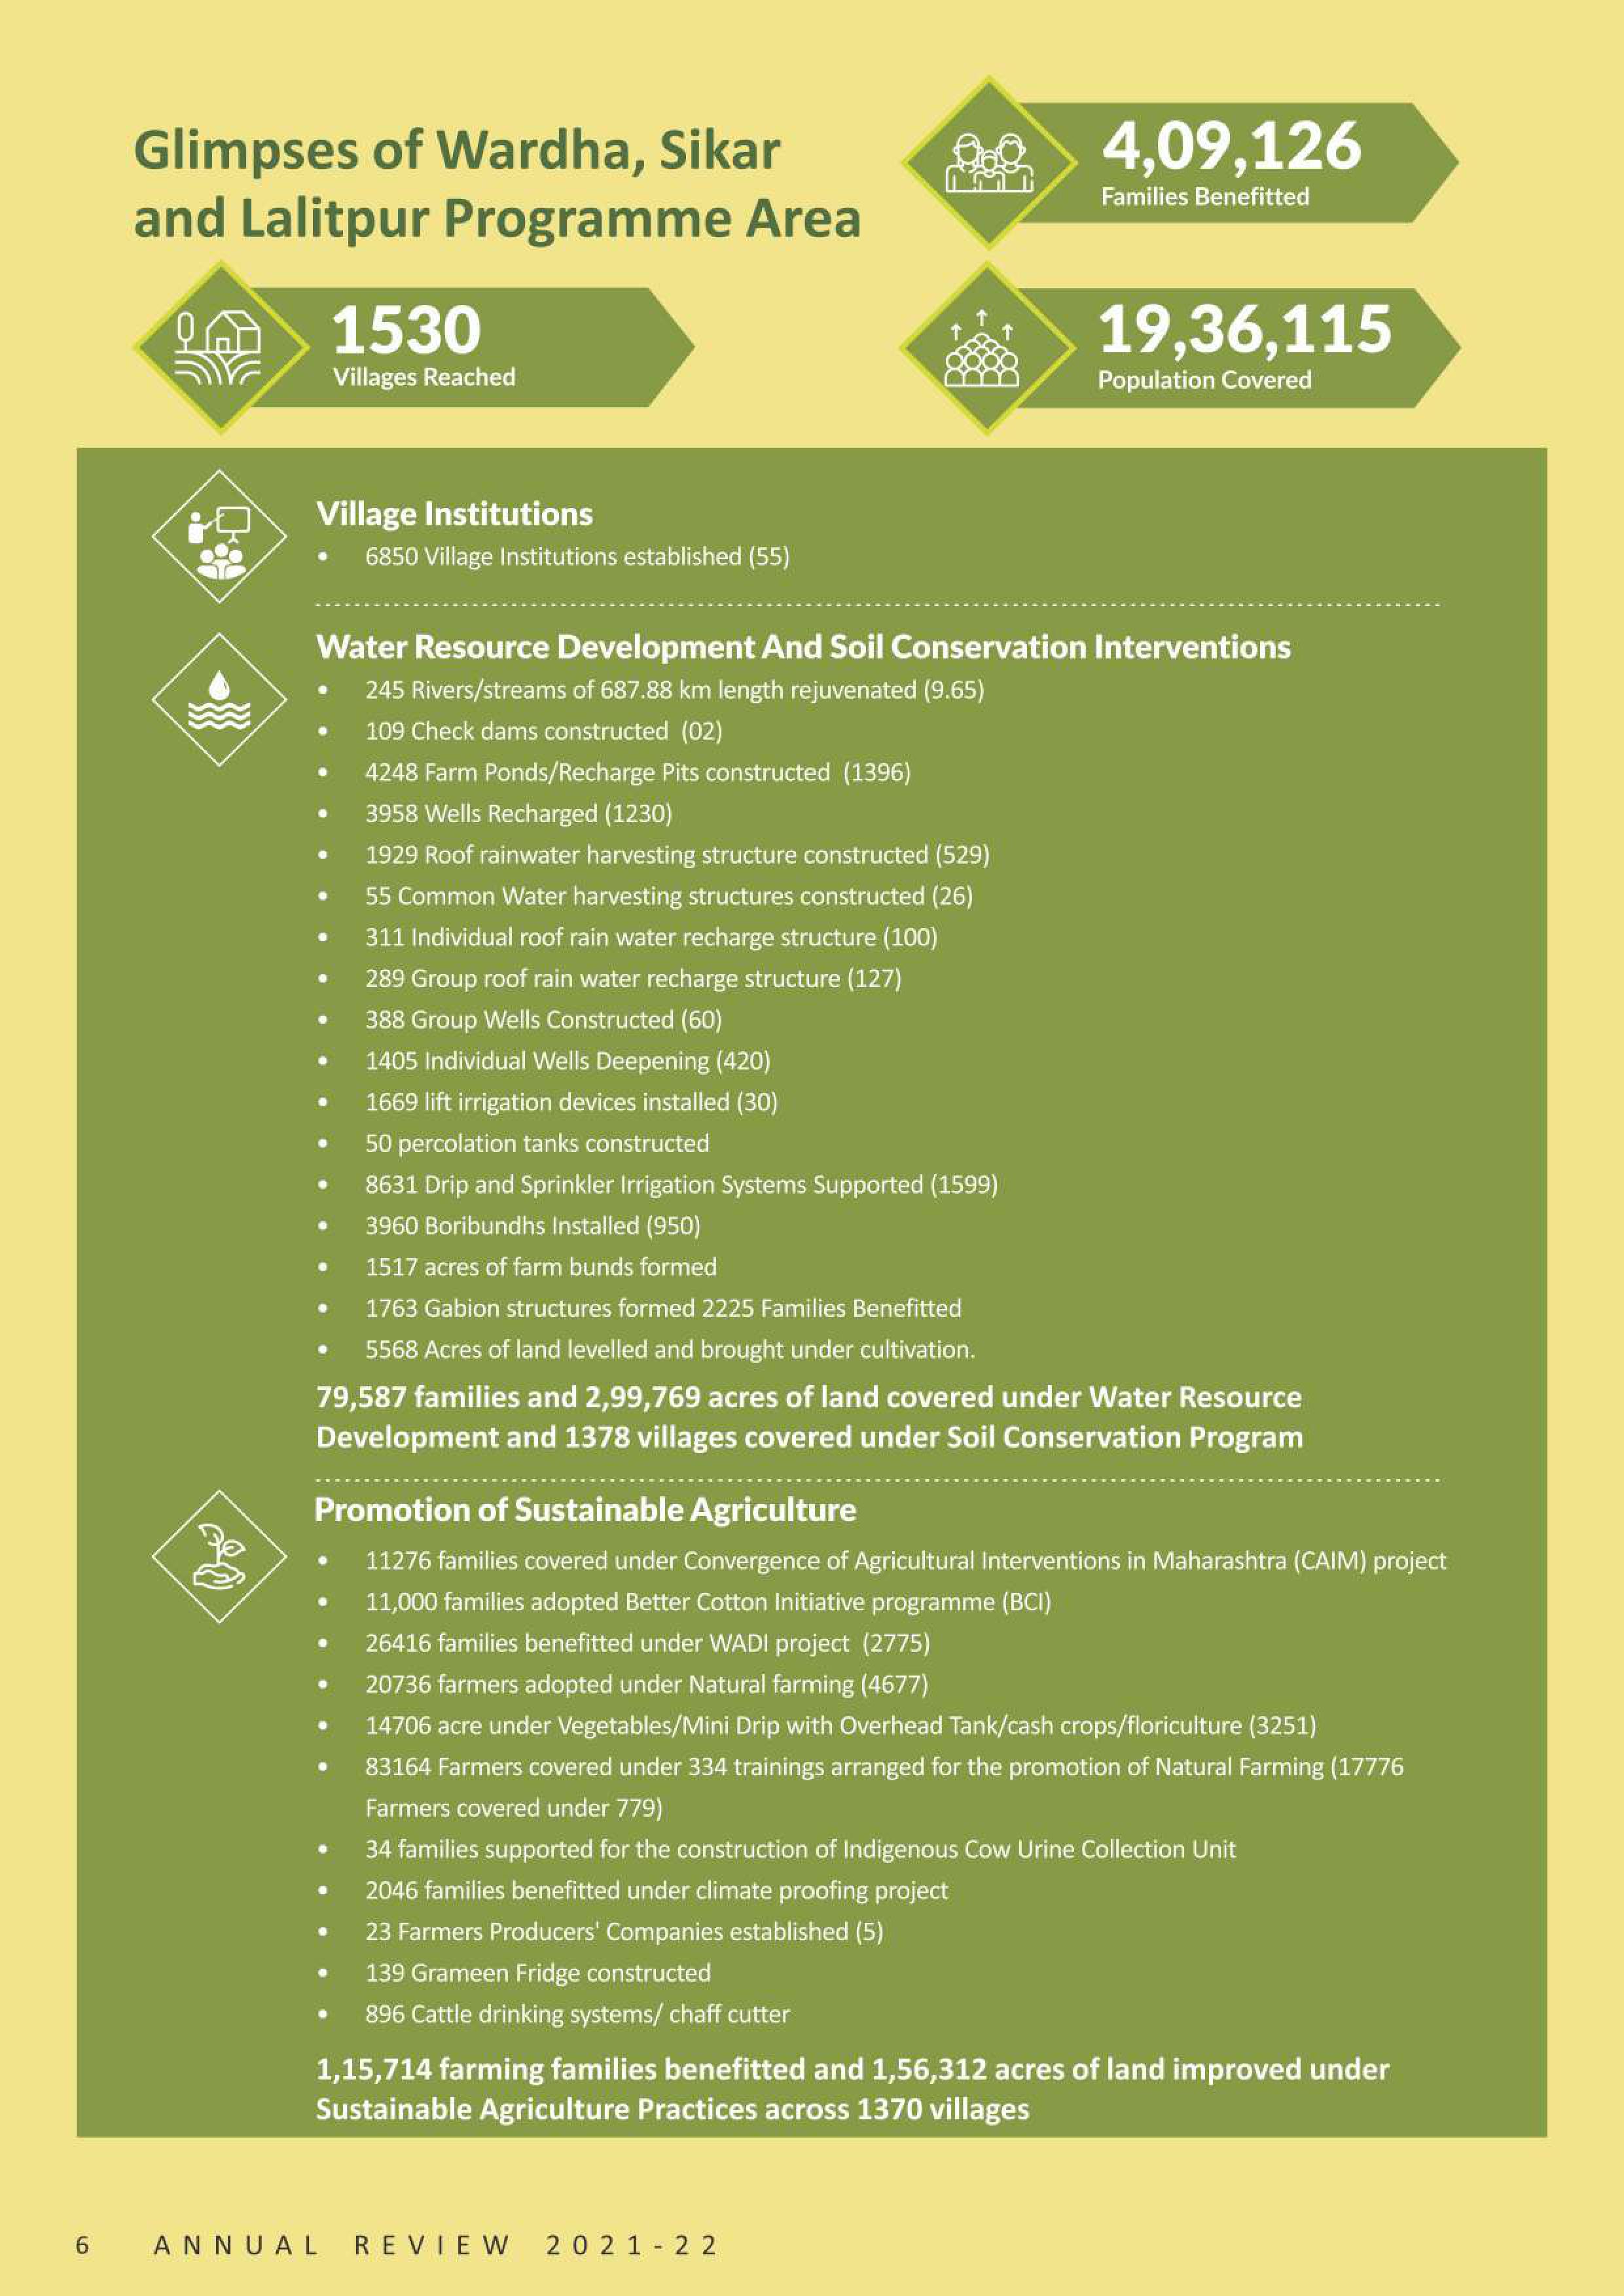 Glimpses of Wardha, Sikar
and Lalitpur Programme Area
4,09,126
Families Benefitted
1530
Villages Reached
19,36,115
Population Covered
Village Institutions
• 6850 Village Institutions established (55)
Water Resource Development And Soil Conservation Interventions
• 245 Rivers/streams of 687.88 km length rejuvenated (9.65)
• 109 Check dams constructed (02)
• 4248 Farm Ponds/Recharge Pits constructed (1396)
• 3958 Wells Recharged (1230)
• 1929 Roof rainwater harvesting structure constructed (529)
• 55 Common Water harvesting structures constructed (26)
• 311 Individual roof rain water recharge structure (100)
• 289 Group roof rain water recharge structure (127)
• 388 Group Wells Constructed (60)
• 1405 Individual Wells Deepening (420)
• 1669 lift irrigation devices installed (30)
• 50 percolation tanks constructed
• 8631 Drip and Sprinkler Irrigation Systems Supported (1599)
• 3960 Boribundhs Installed (950)
• 1517 acres of farm bunds formed
• 1763 Gabion structures formed 2225 Families Benefitted
• 5568 Acres of land levelled and brought under cultivation.
79,587 families and 2,99,769 acres of land covered under Water Resource
Development and 1378 villages covered under Soil Conservation Program
Promotion of Sustainable Agriculture
• 11276 families covered under Convergence of Agricultural Interventions in Maharashtra (CAIM) project
• 11,000 families adopted Better Cotton Initiative programme (BCI)
• 26416 families benefitted under WADI project (2775)
• 20736 farmers adopted under Natural farming (4677)
• 14706 acre under Vegetables/Mini Drip with Overhead Tank/cash crops/floriculture (3251)
• 83164 Farmers covered under 334 trainings arranged for the promotion of Natural Farming (17776
Farmers covered under 779)
• 34 families supported for the construction of Indigenous Cow Urine Collection Unit
• 2046 families benefitted under climate proofing project
• 23 Farmers Producers' Companies established (5)
• 139 Grameen Fridge constructed
• 896 Cattle drinking systems/ chaff cutter
1,15,714 farming families benefitted and 1,56,312 acres of land improved under
Sustainable Agriculture Practices across 1370 villages
6 ANNUAL REVIEW 2021-22